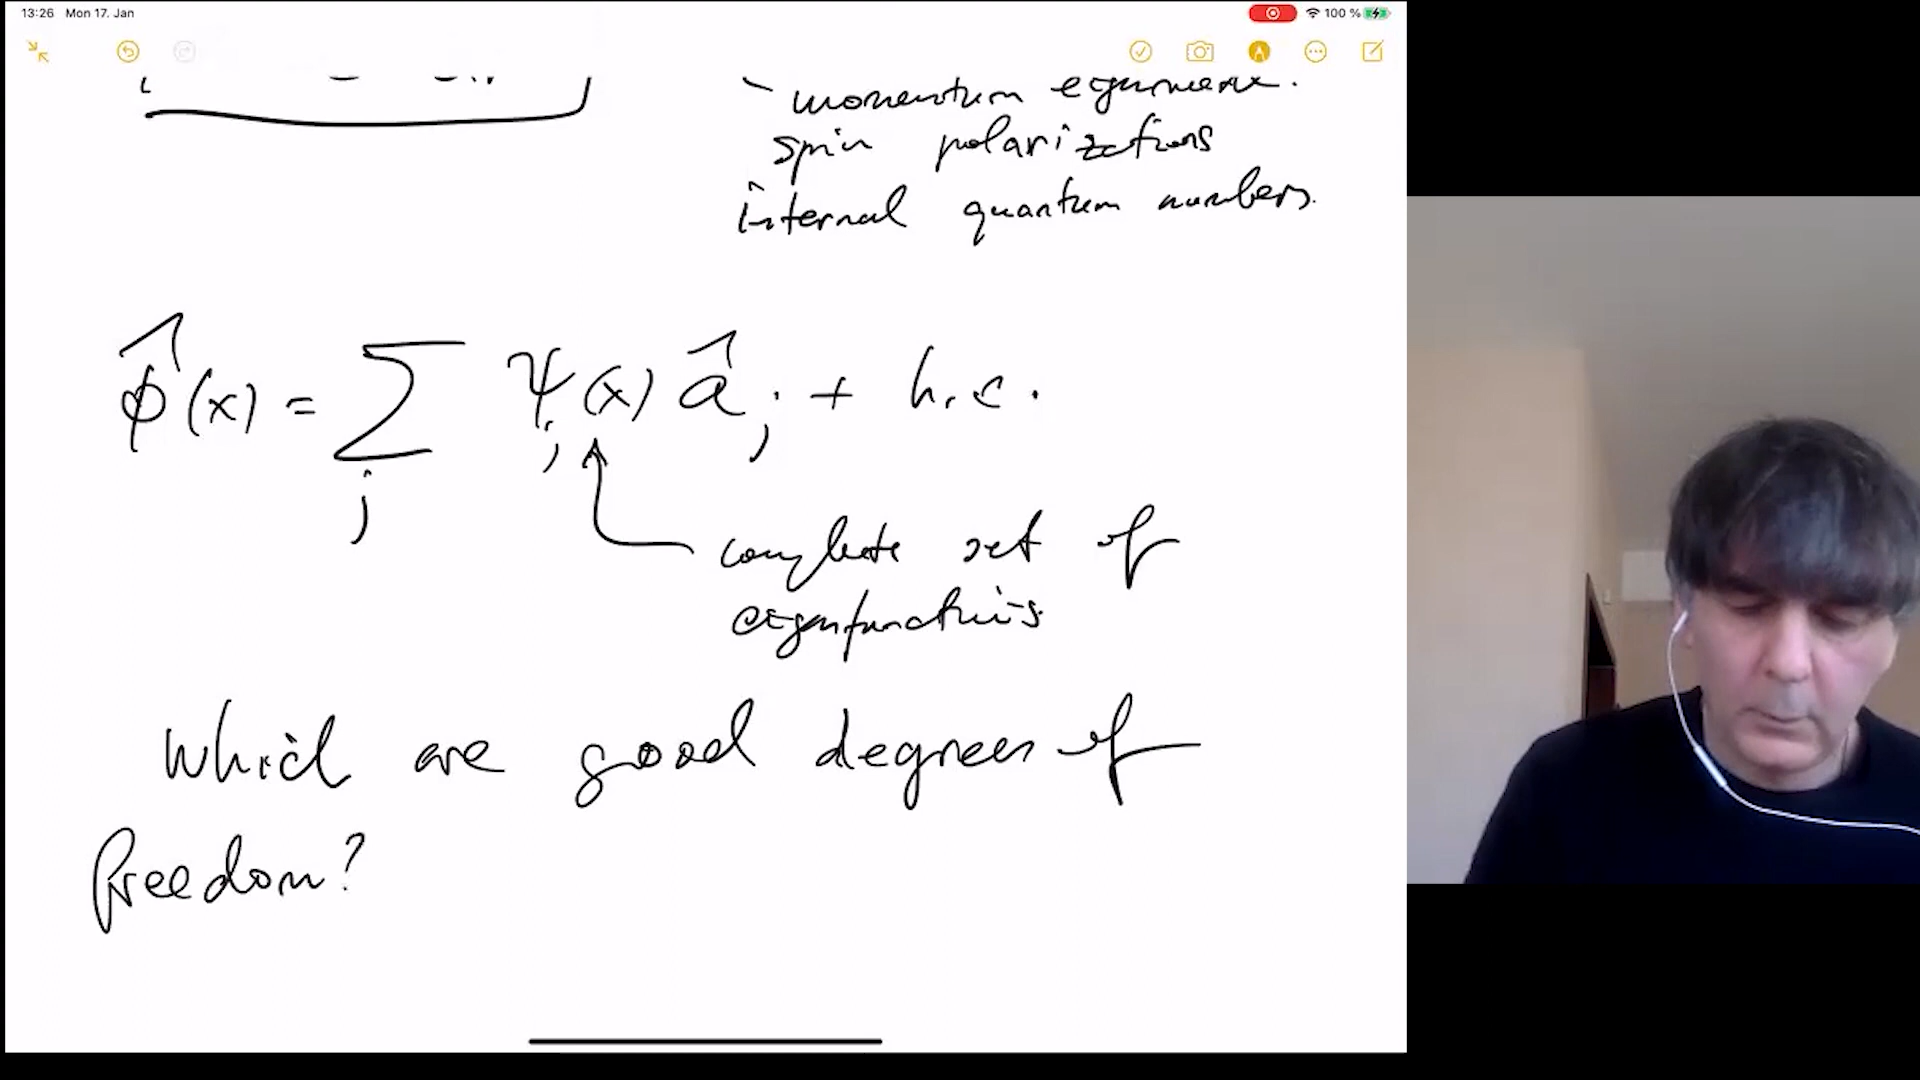 13:26 Mon 17. Jan 100 %
momentum eigenvalue.
spin polarizations
internal quantum numbers.
φ̂(x) = ∑ ψ_j(x) â_j + h.c.
j
complete set of
eigenfunctions
Which are good degrees of
freedom?